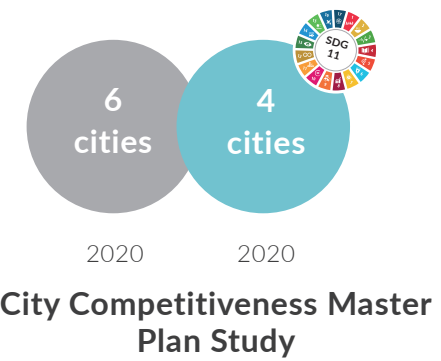 SDG
11
6
cities
4
cities
2020
2020
City Competitiveness Master
Plan Study